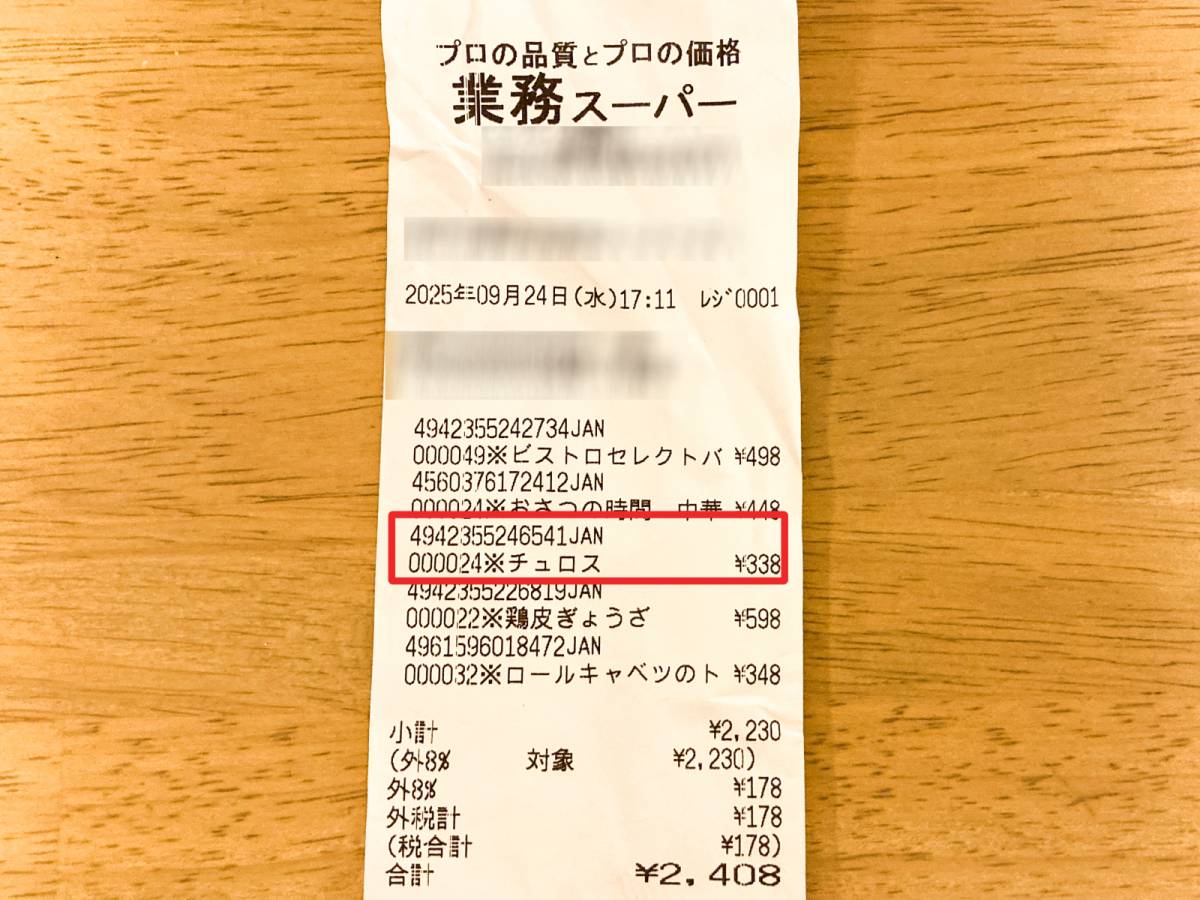 プロの品質とプロの価格
業務スーパー
2025年09月24日(水)17:11 レジ0001
4942355242734JAN
000049※ビストロセレクトバ ¥498
4560376172412JAN
000024※おさつの時間 中華 ¥448
4942355246541JAN
000024※チュロス ¥338
4942355226819JAN
000022※鶏皮ぎょうざ ¥598
4961596018472JAN
000032※ロールキャベツのト ¥348
小計 ¥2,230
(外8% 対象 ¥2,230)
外8% ¥178
外税計 ¥178
(税合計 ¥178)
合計 ¥2,408